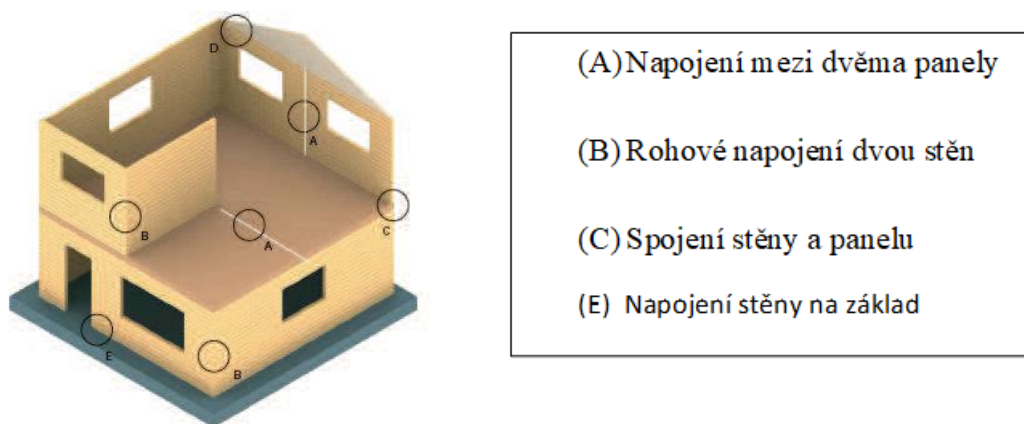 D
A
B
A
C
E
B
(A) Napojení mezi dvěma panely
(B) Rohové napojení dvou stěn
(C) Spojení stěny a panelu
(E) Napojení stěny na základ